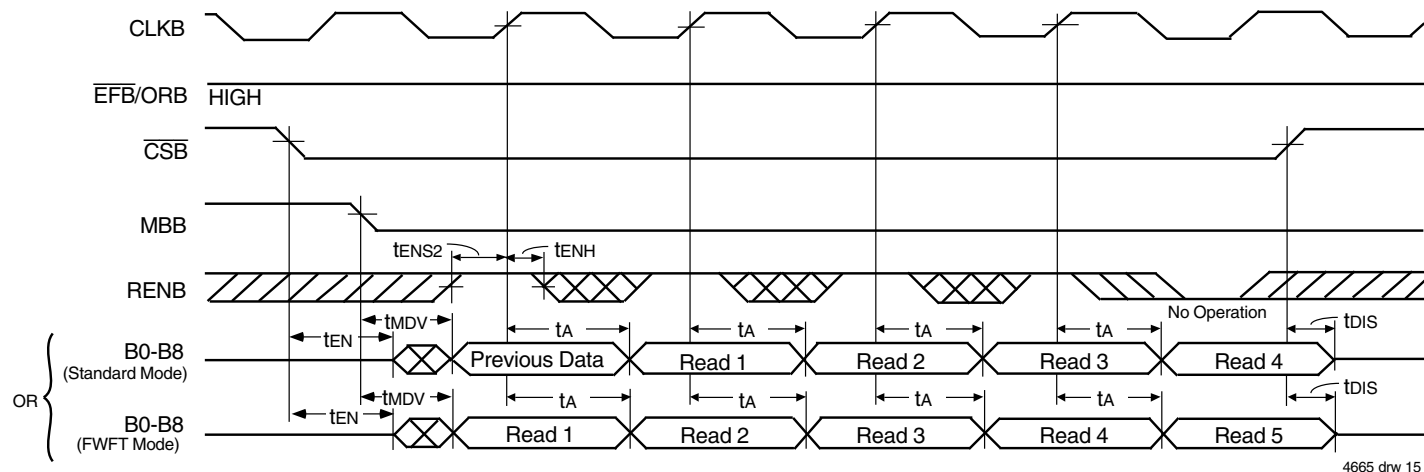 CLKB
EFB/ORB HIGH
CSB
MBB
tENS2 tENH
RENB
No Operation
tMDV tA tA tA tA tDIS
tEN
B0-B8 Previous Data Read 1 Read 2 Read 3 Read 4
(Standard Mode)
OR
tMDV tA tA tA tA tDIS
tEN
B0-B8 Read 1 Read 2 Read 3 Read 4 Read 5
(FWFT Mode)
4665 drw 15